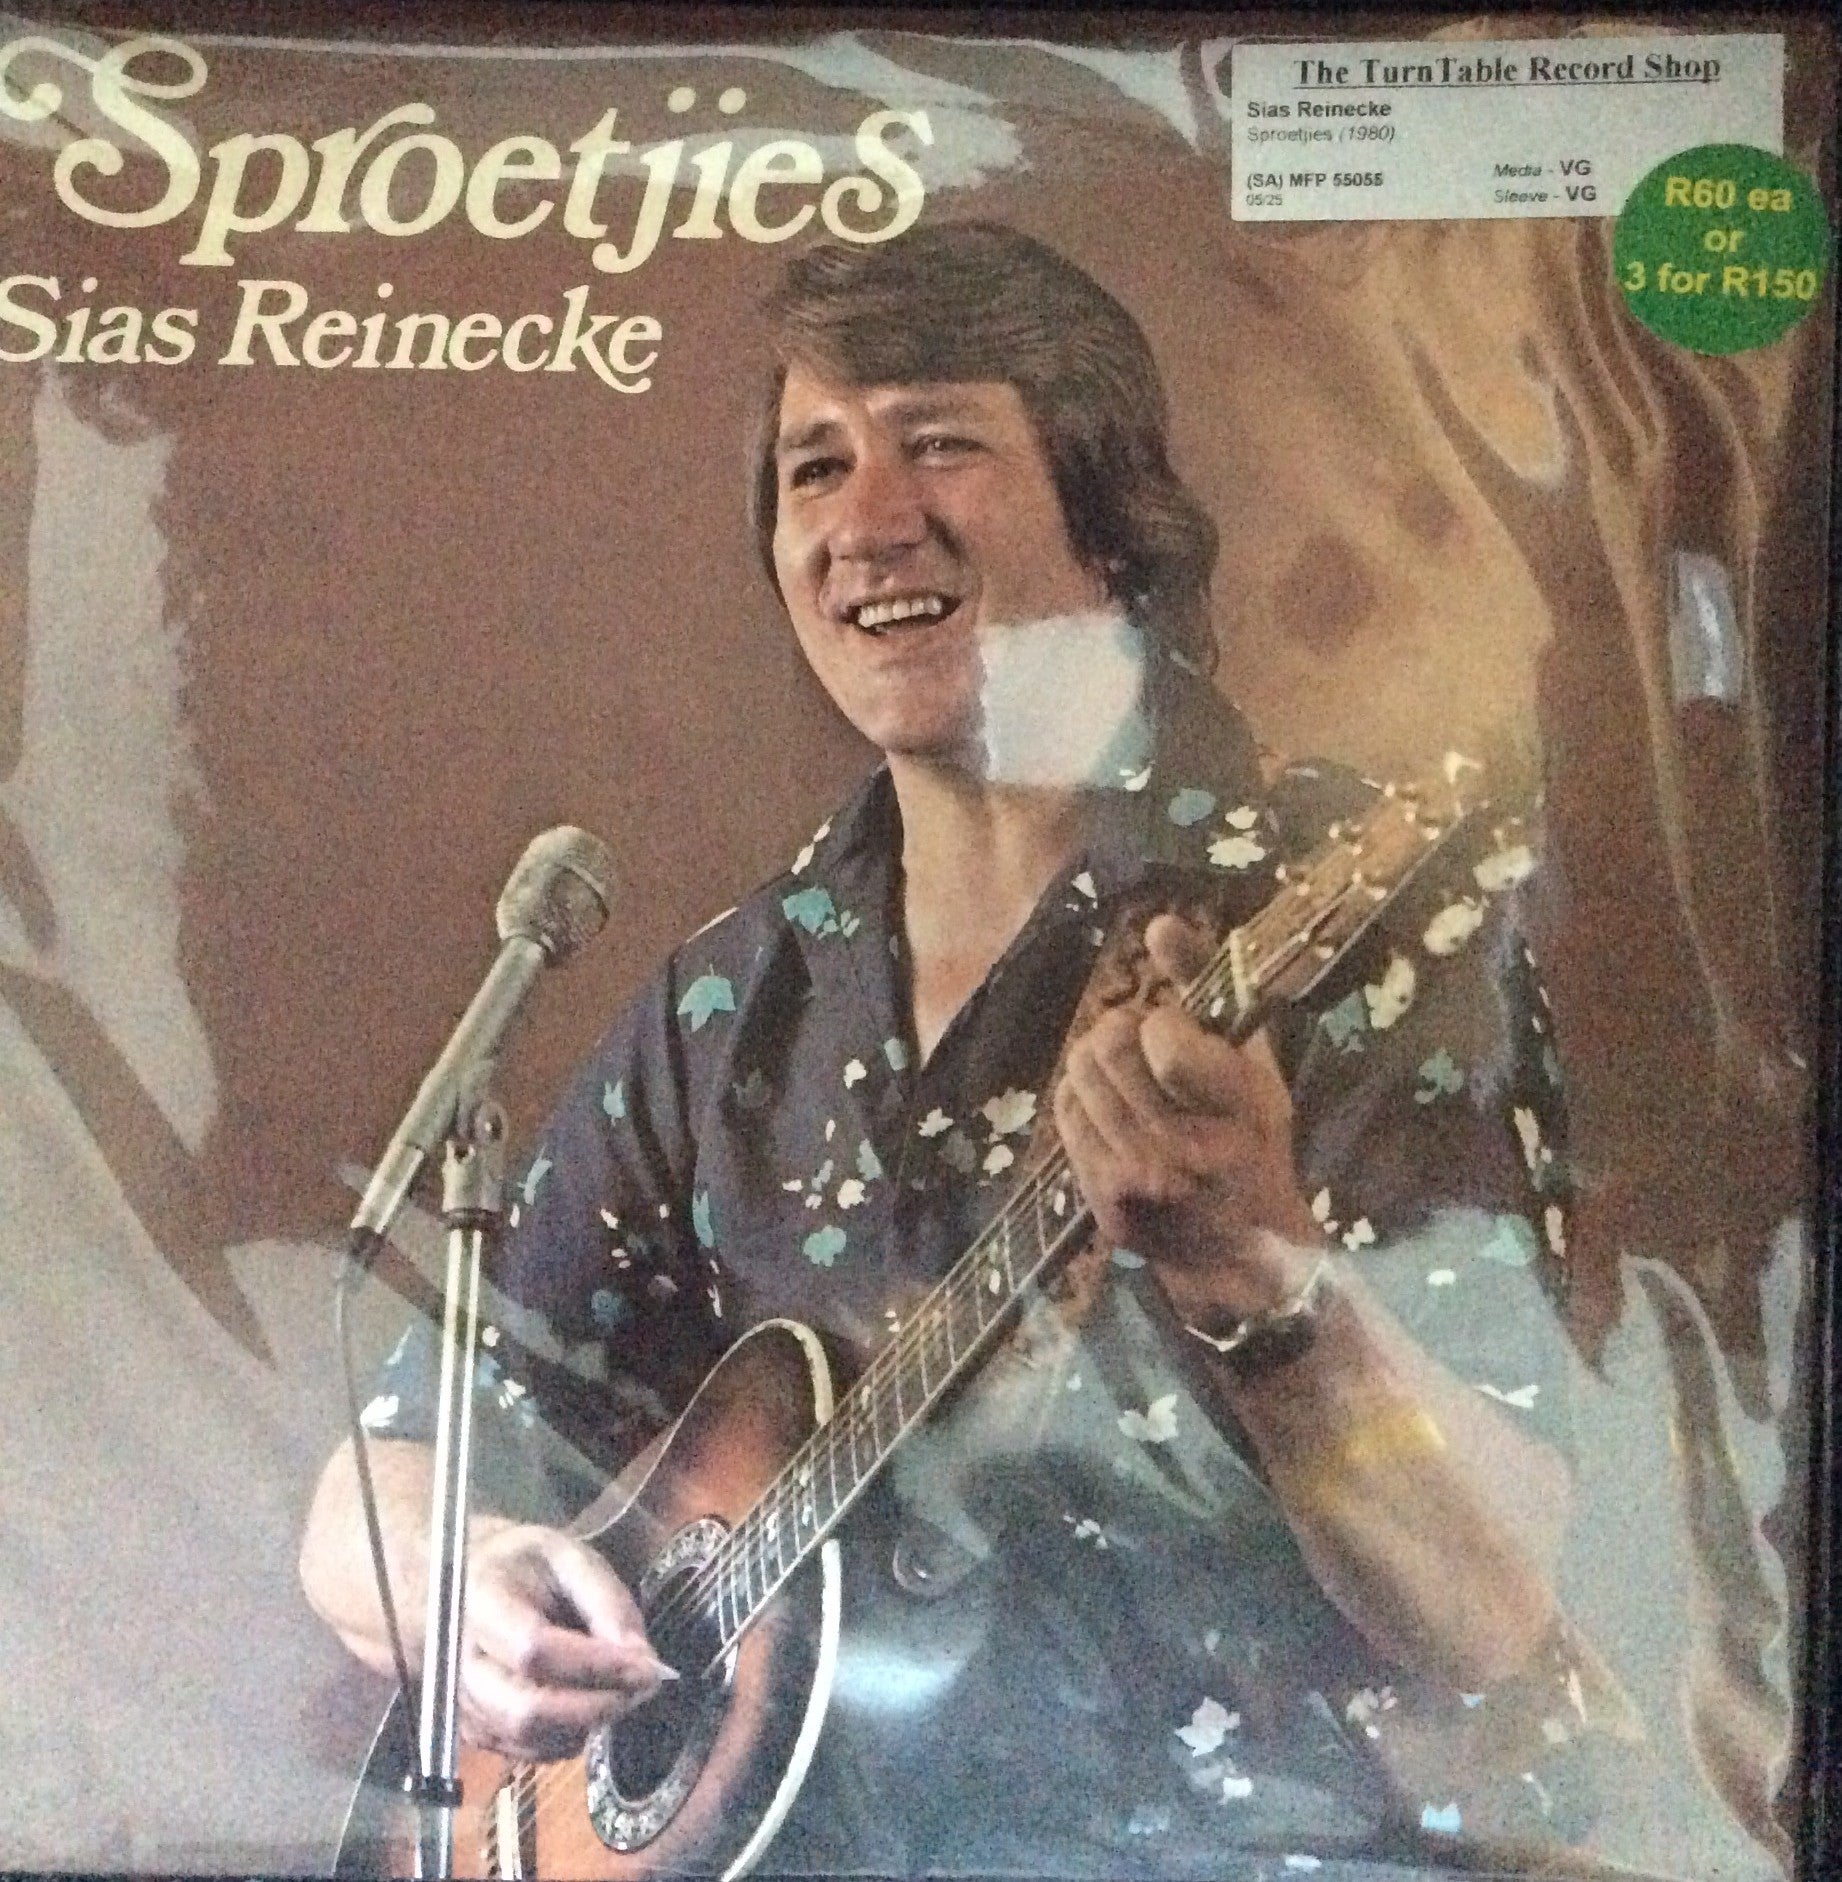 Sproetjies
Sias Reinecke
The TurnTable Record Shop
Sias Reinecke
Sproetjies (1980)
(SA) MFP 55055
05/25
Media - VG
Sleeve - VG
R60 ea
or
3 for R150